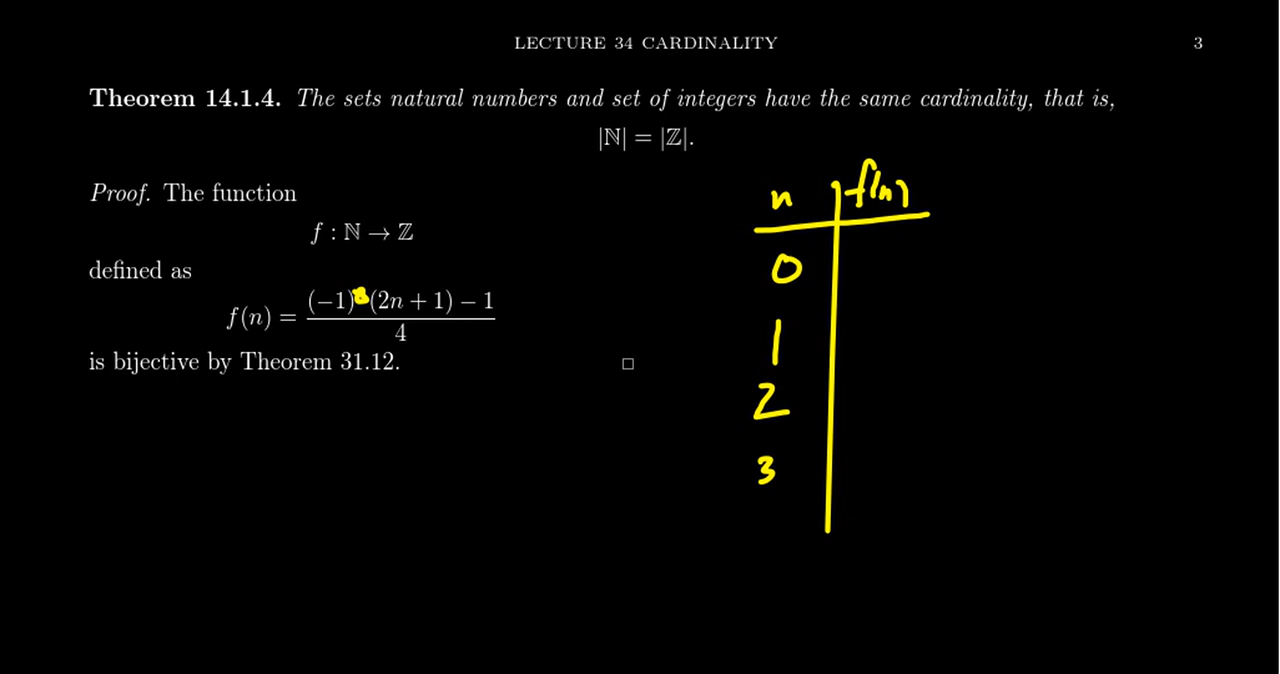 LECTURE 34 CARDINALITY 3
Theorem 14.1.4. The sets natural numbers and set of integers have the same cardinality, that is,
|ℕ| = |ℤ|.
Proof. The function
f : ℕ → ℤ
defined as
f(n) = (−1) (2n + 1) − 1
4
is bijective by Theorem 31.12. □
n f(n)
0
1
2
3